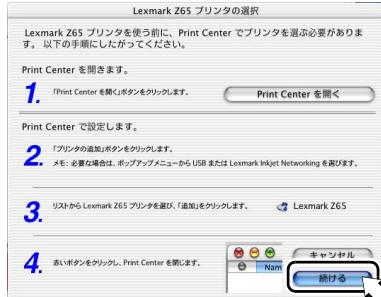 Lexmark Z65 プリンタの選択
Lexmark Z65 プリンタを使う前に、Print Center でプリンタを選ぶ必要がありま
す。 以下の手順にしたがってください。
Print Center を開きます。
1. 「Print Center を開く」ボタンをクリックします。
Print Center を開く
Print Center で設定します。
2. 「プリンタの追加」ボタンをクリックします。
メモ: 必要な場合は、ポップアップメニューから USB または Lexmark Inkjet Networking を選びます。
3. リストから Lexmark Z65 プリンタを選び、「追加」をクリックします。
Lexmark Z65
4. 赤いボタンをクリックし、Print Center を閉じます。
Nam
キャンセル
続ける